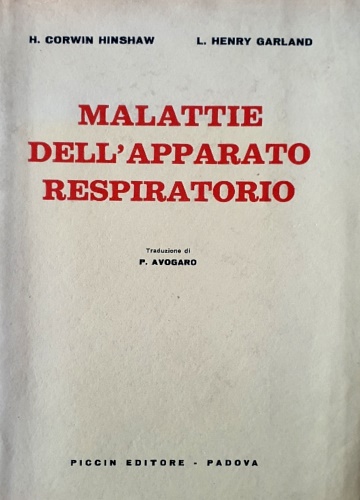 H. CORWIN HINSHAW L. HENRY GARLAND
MALATTIE
DELL'APPARATO
RESPIRATORIO
Traduzione di
P. AVOGARO
PICCIN EDITORE - PADOVA